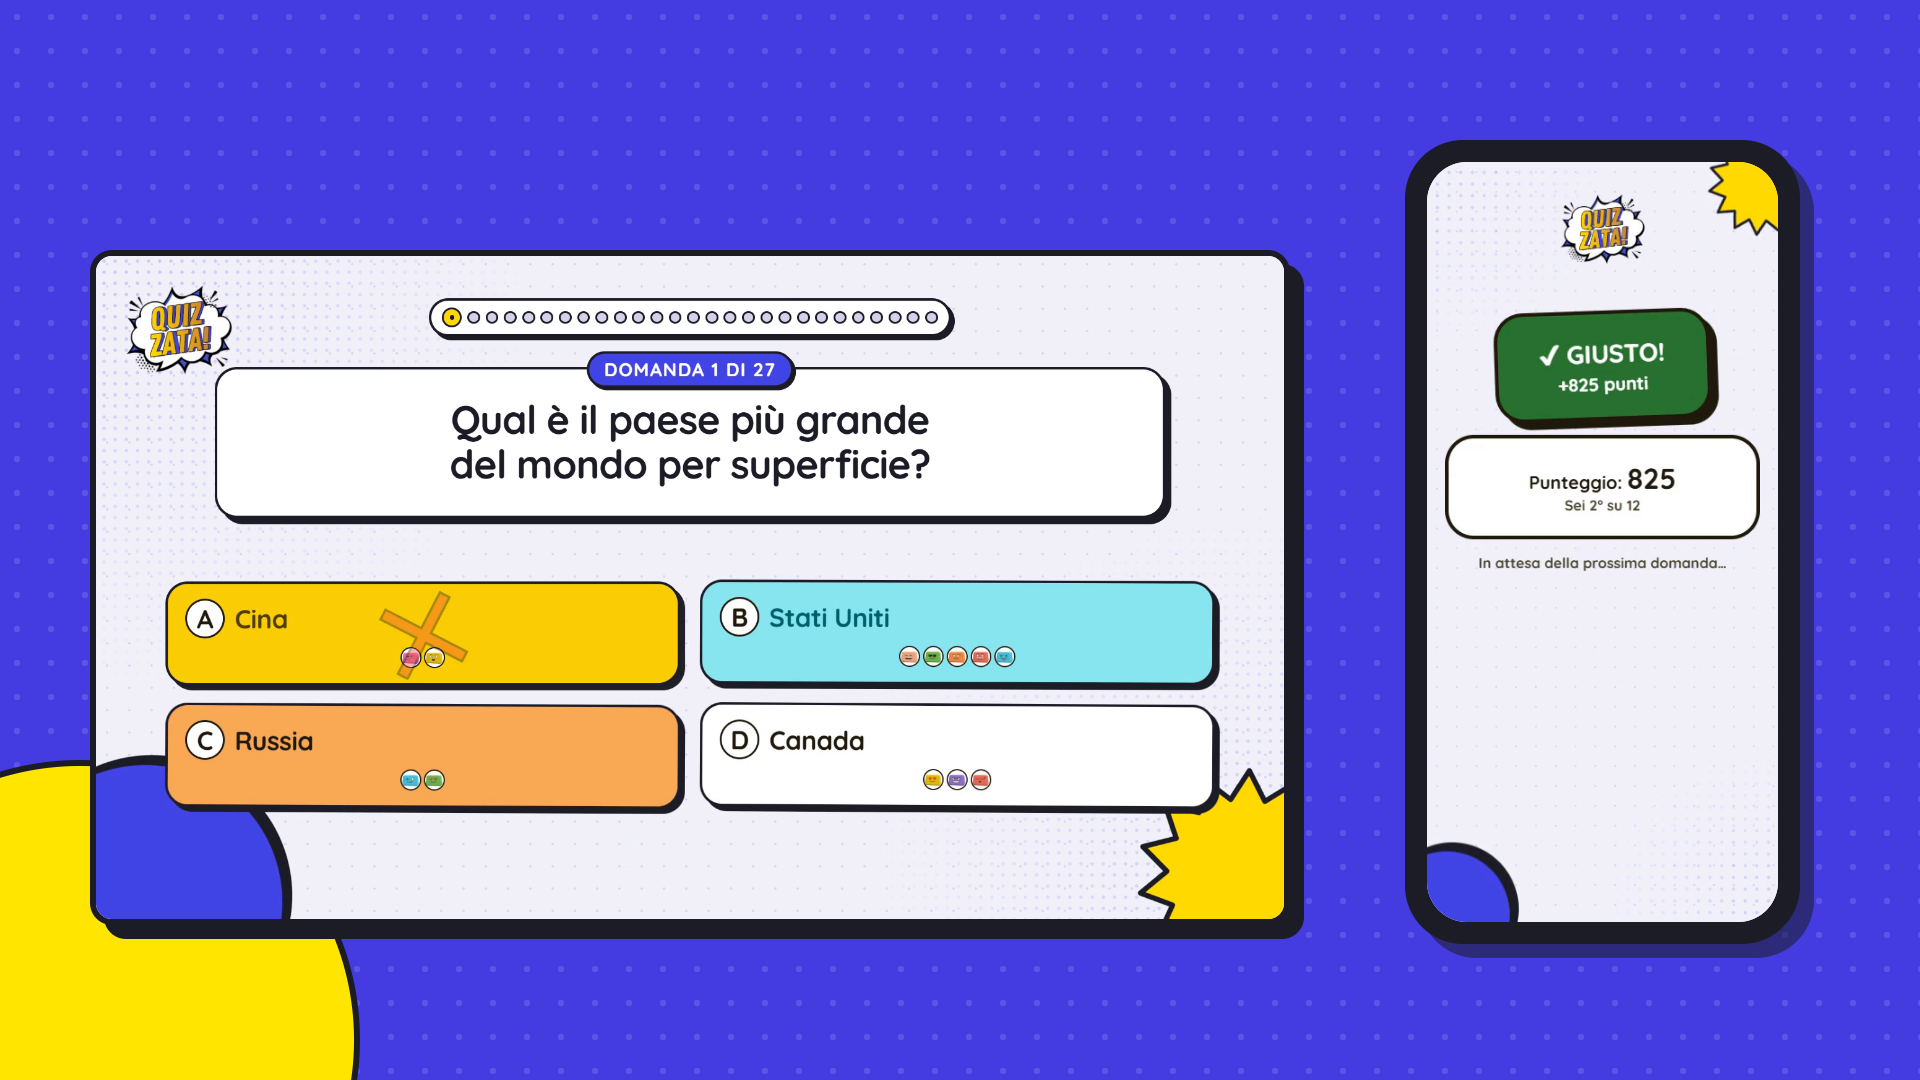 QUIZ
ZATA!
DOMANDA 1 DI 27
Qual è il paese più grande
del mondo per superficie?
A Cina
B Stati Uniti
C Russia
D Canada
QUIZ
ZATA!
✓ GIUSTO!
+825 punti
Punteggio: 825
Sei 2° su 12
In attesa della prossima domanda…